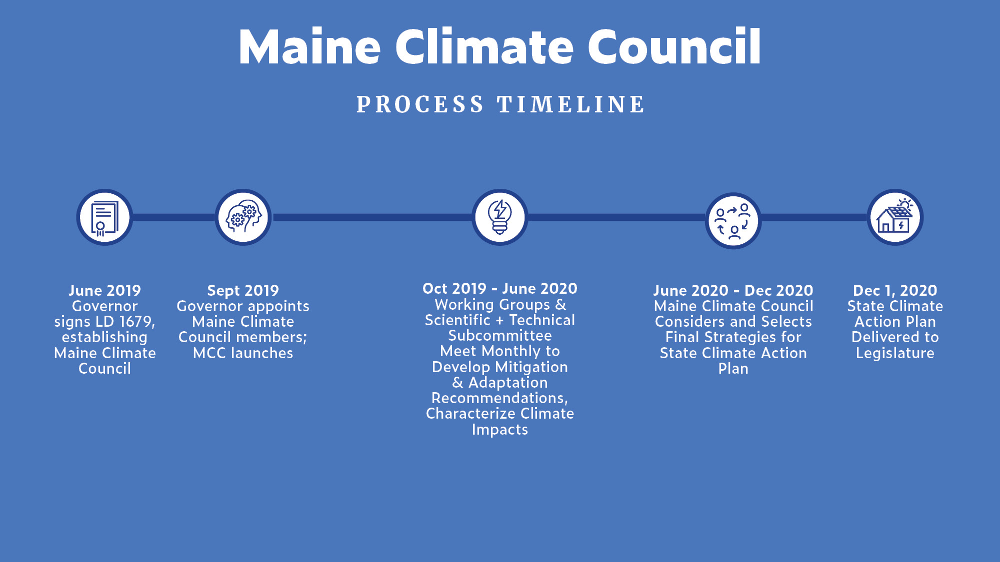 Maine Climate Council
PROCESS TIMELINE
June 2019
Governor
signs LD 1679,
establishing
Maine Climate
Council
Sept 2019
Governor appoints
Maine Climate
Council members;
MCC launches
Oct 2019 - June 2020
Working Groups &
Scientific + Technical
Subcommittee
Meet Monthly to
Develop Mitigation
& Adaptation
Recommendations,
Characterize Climate
Impacts
June 2020 - Dec 2020
Maine Climate Council
Considers and Selects
Final Strategies for
State Climate Action
Plan
Dec 1, 2020
State Climate
Action Plan
Delivered to
Legislature